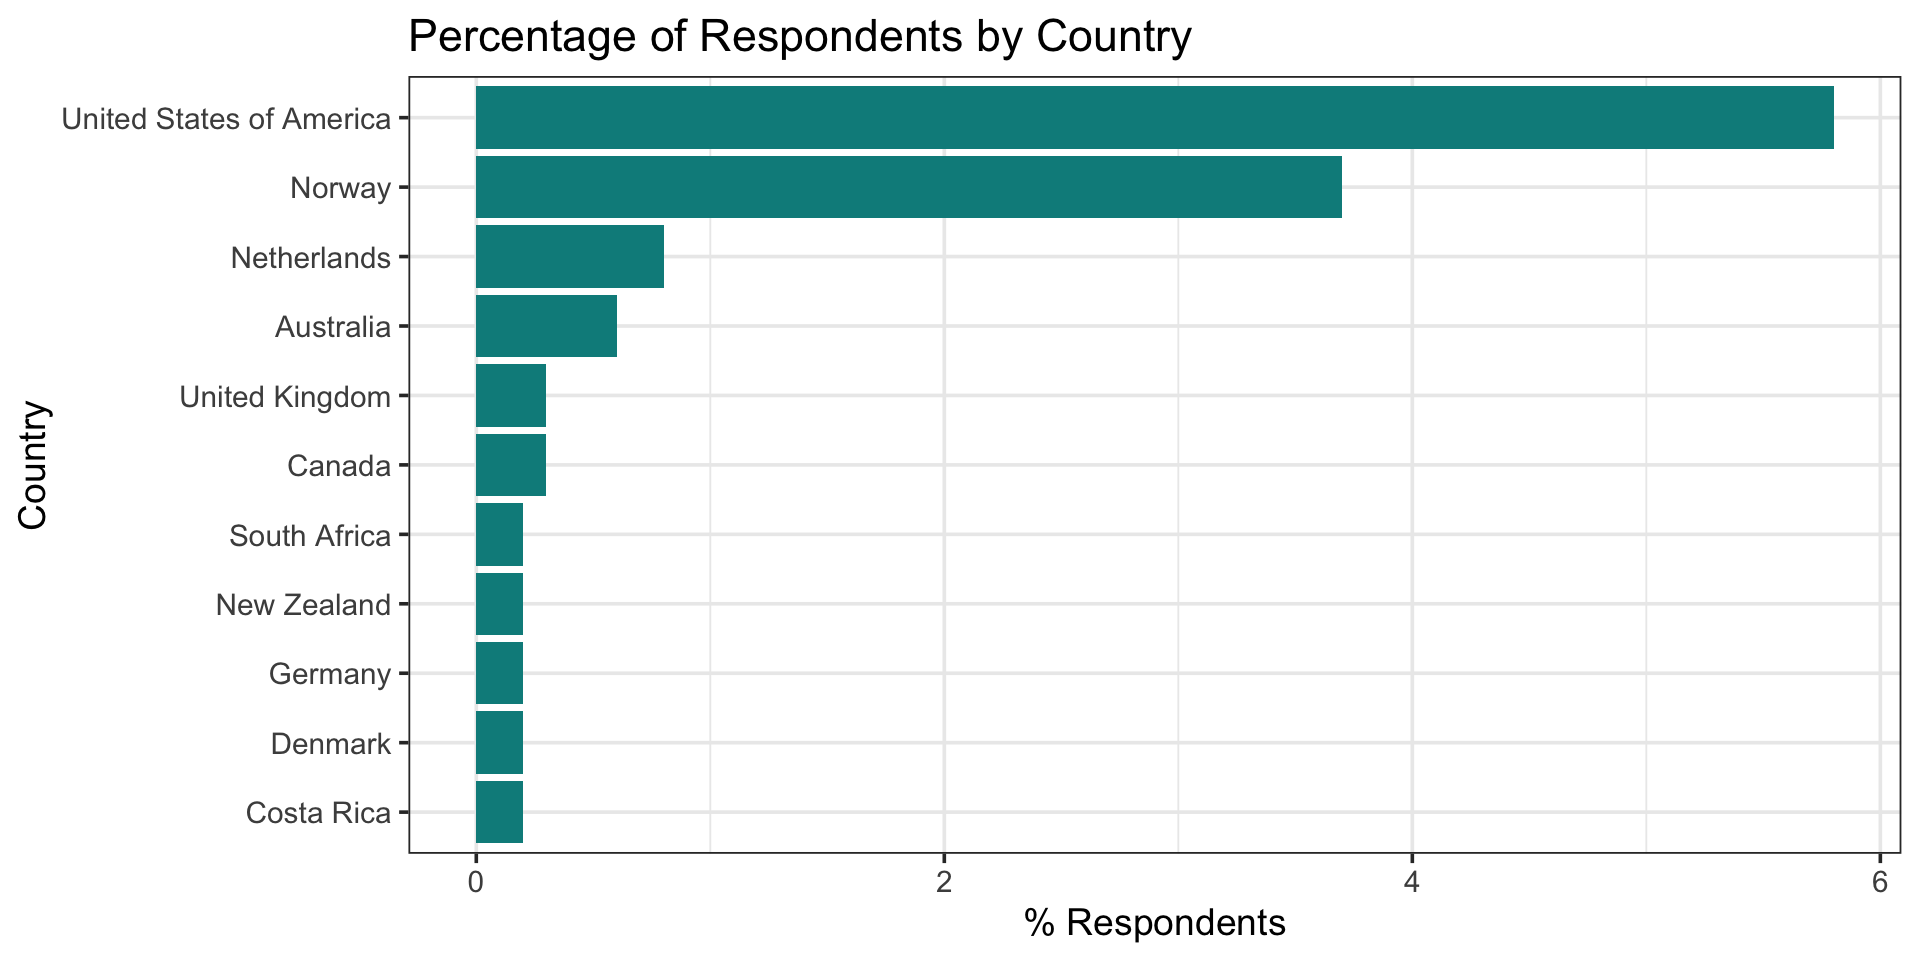 Percentage of Respondents by Country
United States of America
Norway
Netherlands
Australia
United Kingdom
Canada
South Africa
New Zealand
Germany
Denmark
Costa Rica
Country
0 2 4 6
% Respondents